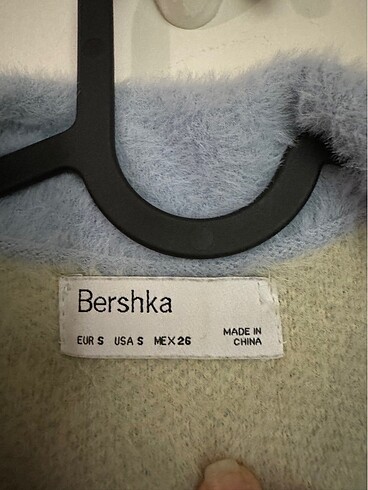 Bershka
EUR S USA S MEX 26
MADE IN
CHINA